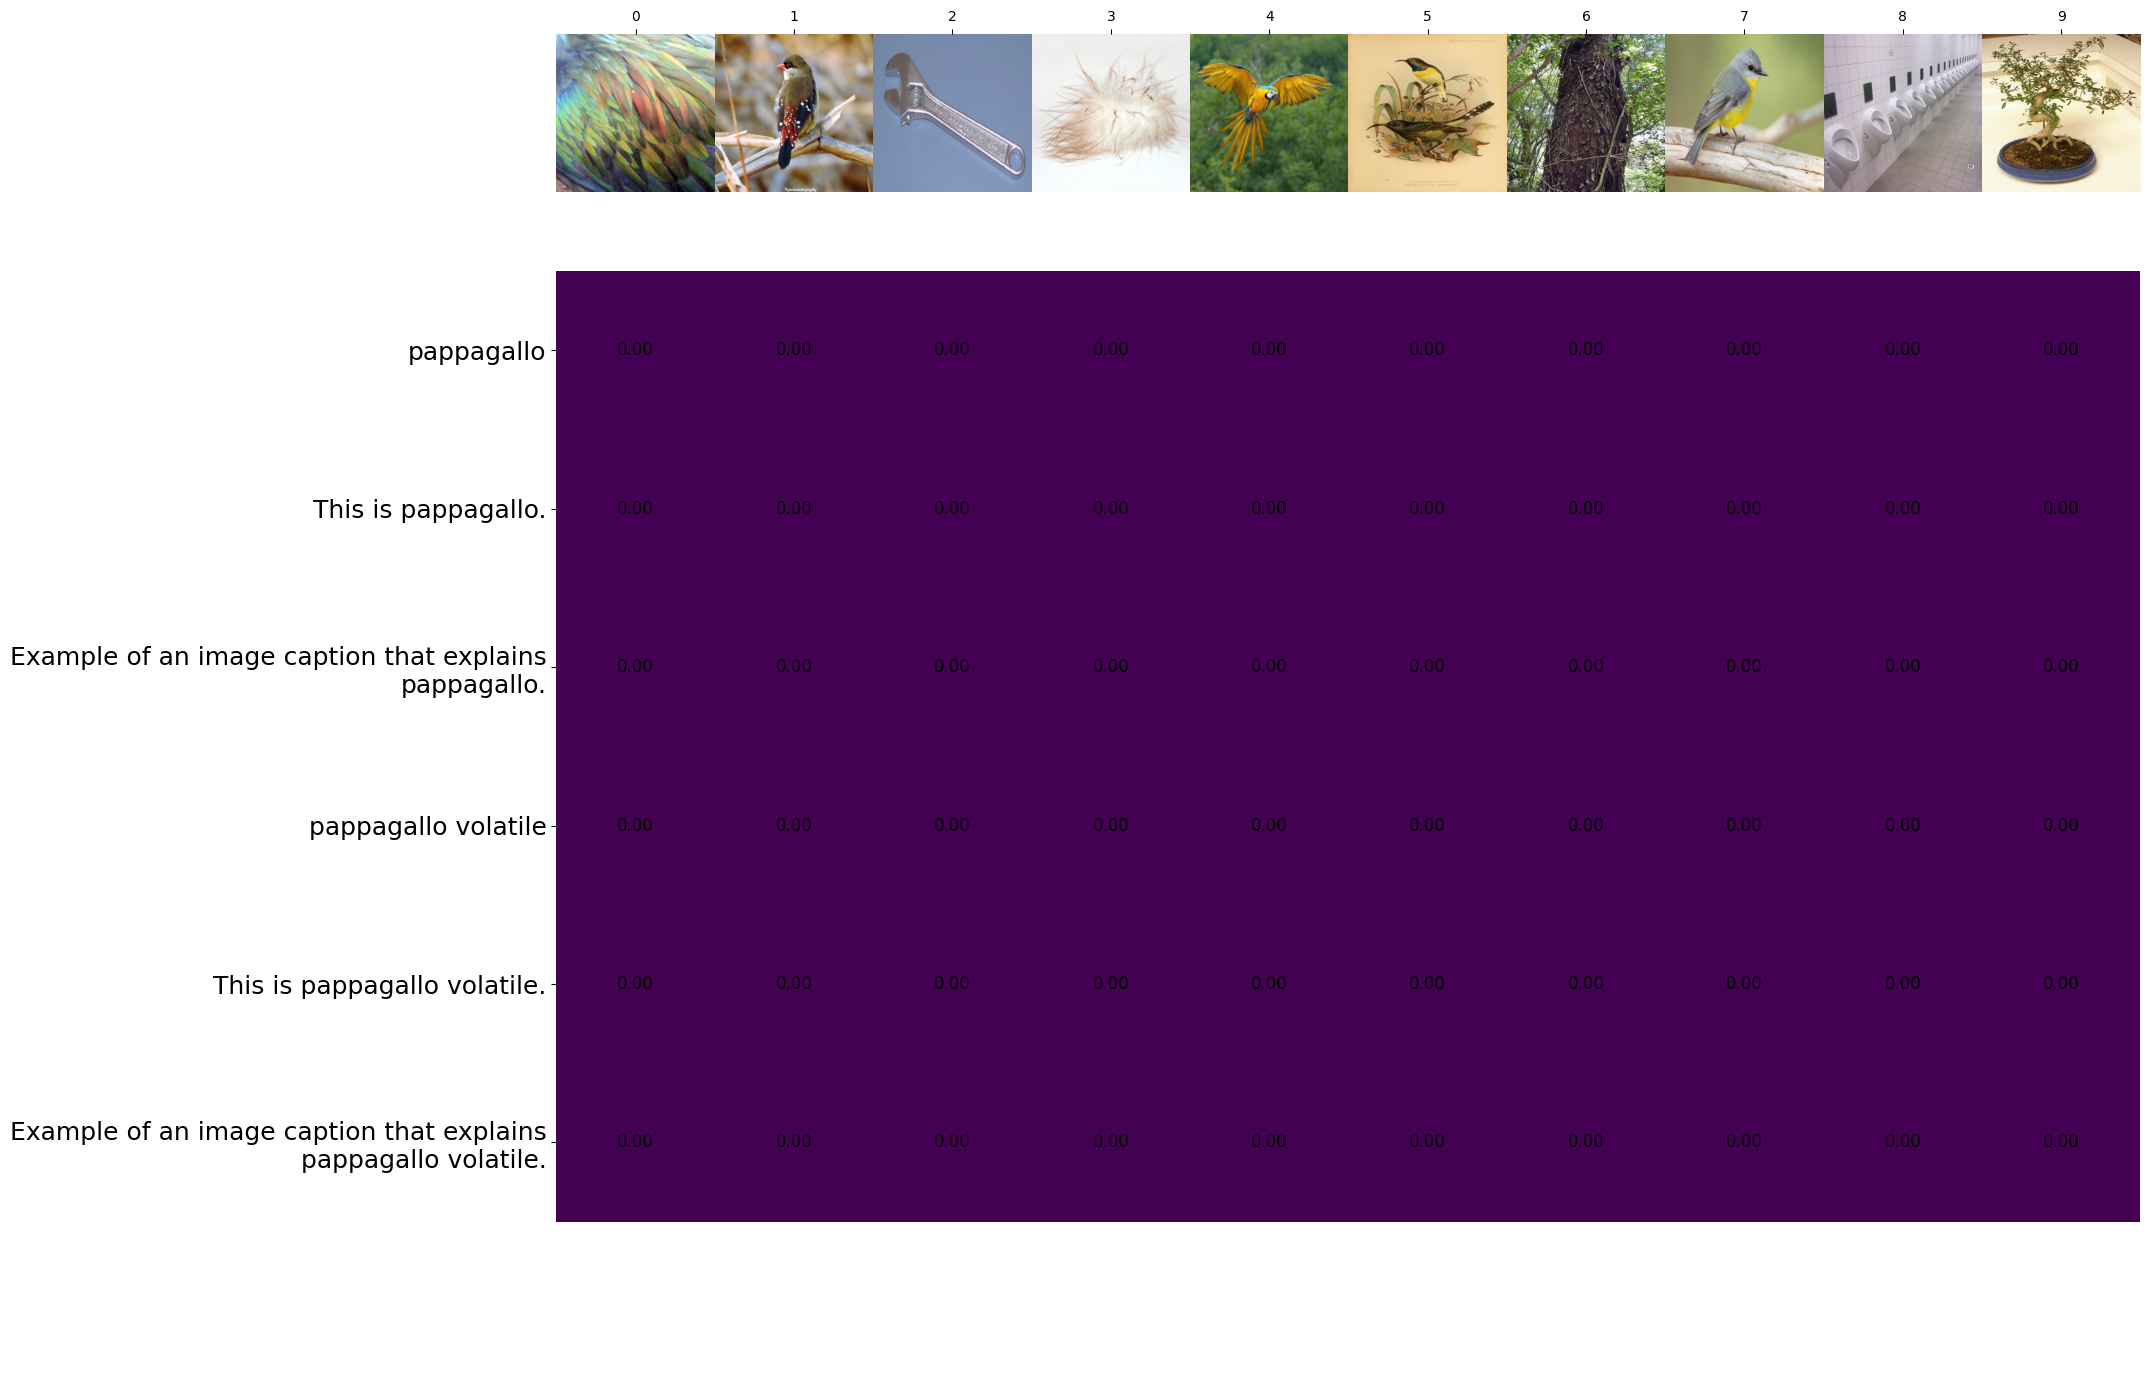 0 1 2 3 4 5 6 7 8 9
pappagallo 0.00 0.00 0.00 0.00 0.00 0.00 0.00 0.00 0.00 0.00
This is pappagallo. 0.00 0.00 0.00 0.00 0.00 0.00 0.00 0.00 0.00 0.00
Example of an image caption that explains
pappagallo. 0.00 0.00 0.00 0.00 0.00 0.00 0.00 0.00 0.00 0.00
pappagallo volatile 0.00 0.00 0.00 0.00 0.00 0.00 0.00 0.00 0.00 0.00
This is pappagallo volatile. 0.00 0.00 0.00 0.00 0.00 0.00 0.00 0.00 0.00 0.00
Example of an image caption that explains
pappagallo volatile. 0.00 0.00 0.00 0.00 0.00 0.00 0.00 0.00 0.00 0.00